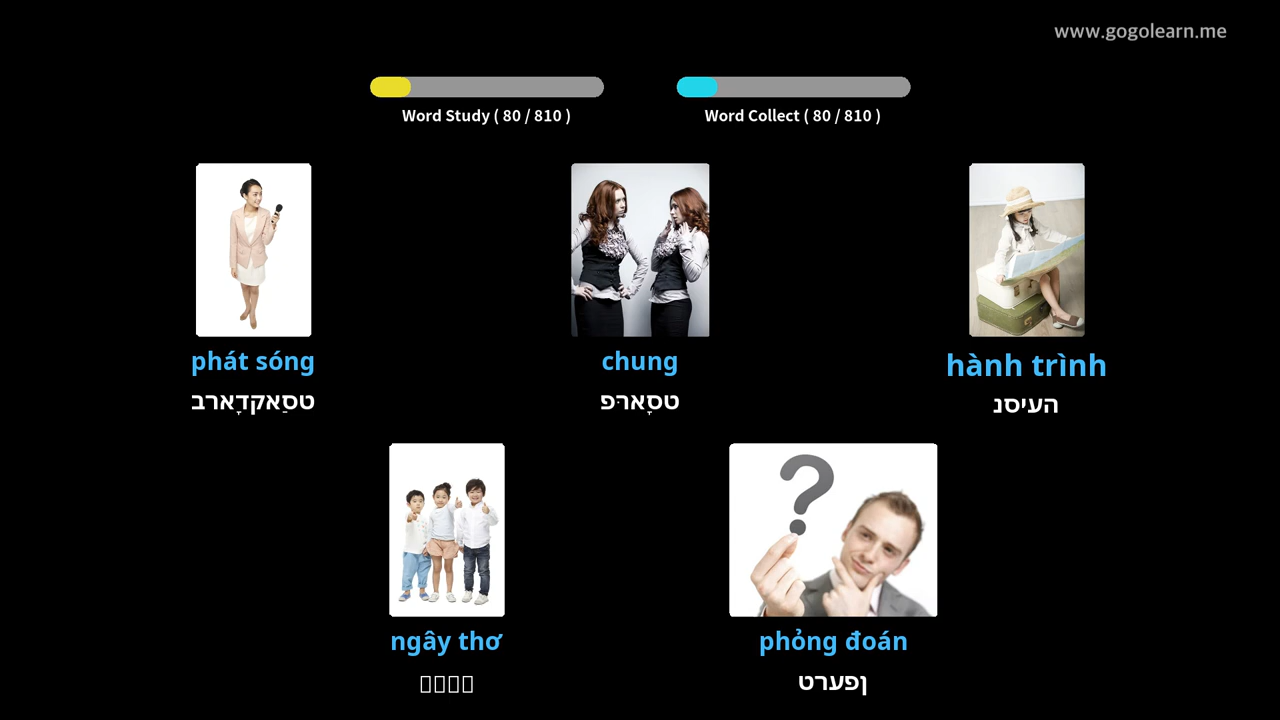 www.gogolearn.me
Word Study ( 80 / 810 )
Word Collect ( 80 / 810 )
phát sóng
טסַאקדָארב
chung
טסָארּפ
hành trình
העיסנ
ngây thơ
phỏng đoán
ןפערט